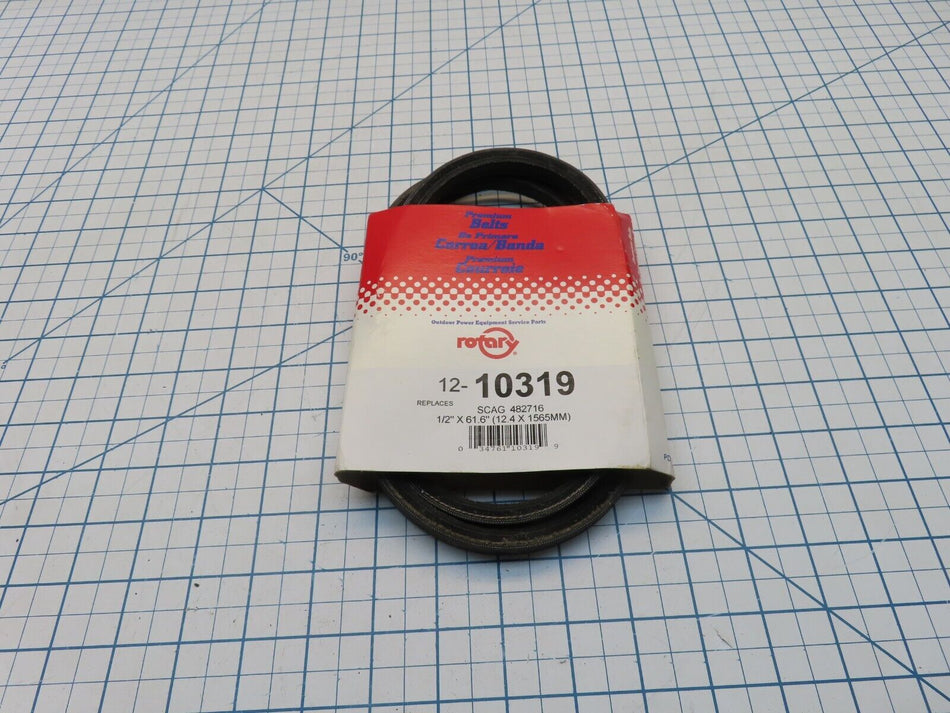 Premium
Belts
De Primera
Correa/Banda
Premium
Courroie
90°
Outdoor Power Equipment Service Parts
rotary®
12-10319
REPLACES
SCAG 482716
1/2" X 61.6" (12.4 X 1565MM)
0 34761 10319 9